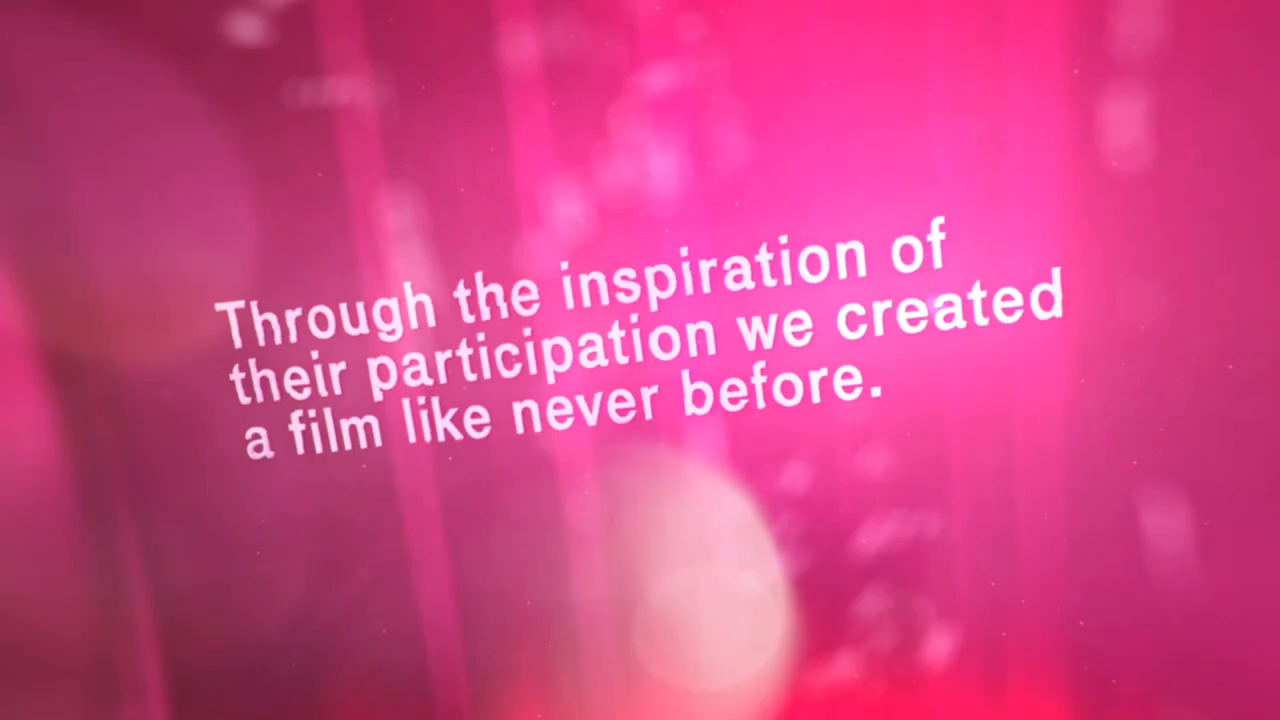 Through the inspiration of
their participation we created
a film like never before.